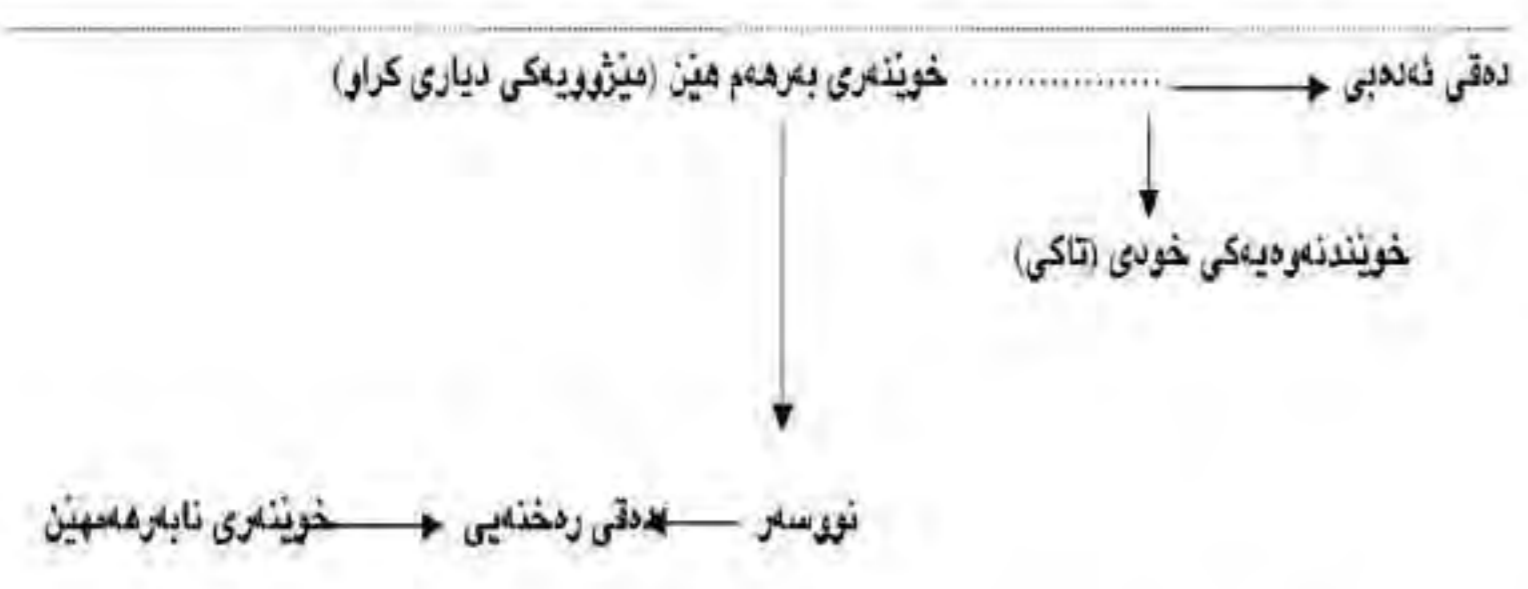 دەقی ئەدەبی ................ خوێنەری بەرهەم هێن (مێژوویەکی دیاری کراو)
خوێندنەوەیەکی خودی (تاکی)
نووسەر دەقی رەخنەیی خوێنەری نابەرهەمهێن